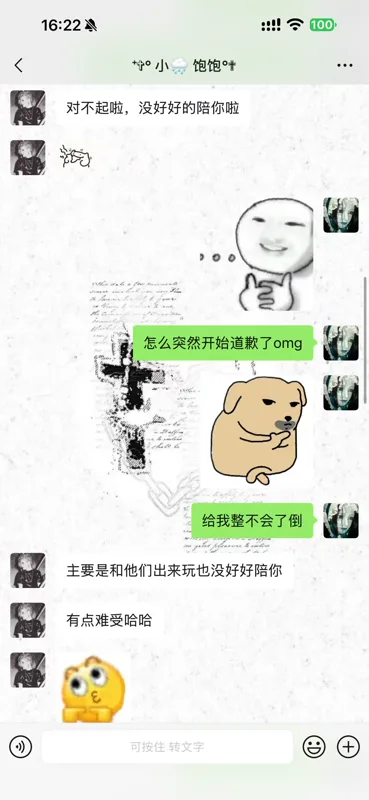 16:22
100
小 饱饱
对不起啦，没好好的陪你啦
怎么突然开始道歉了omg
给我整不会了倒
主要是和他们出来玩也没好好陪你
有点难受哈哈
可按住 转文字